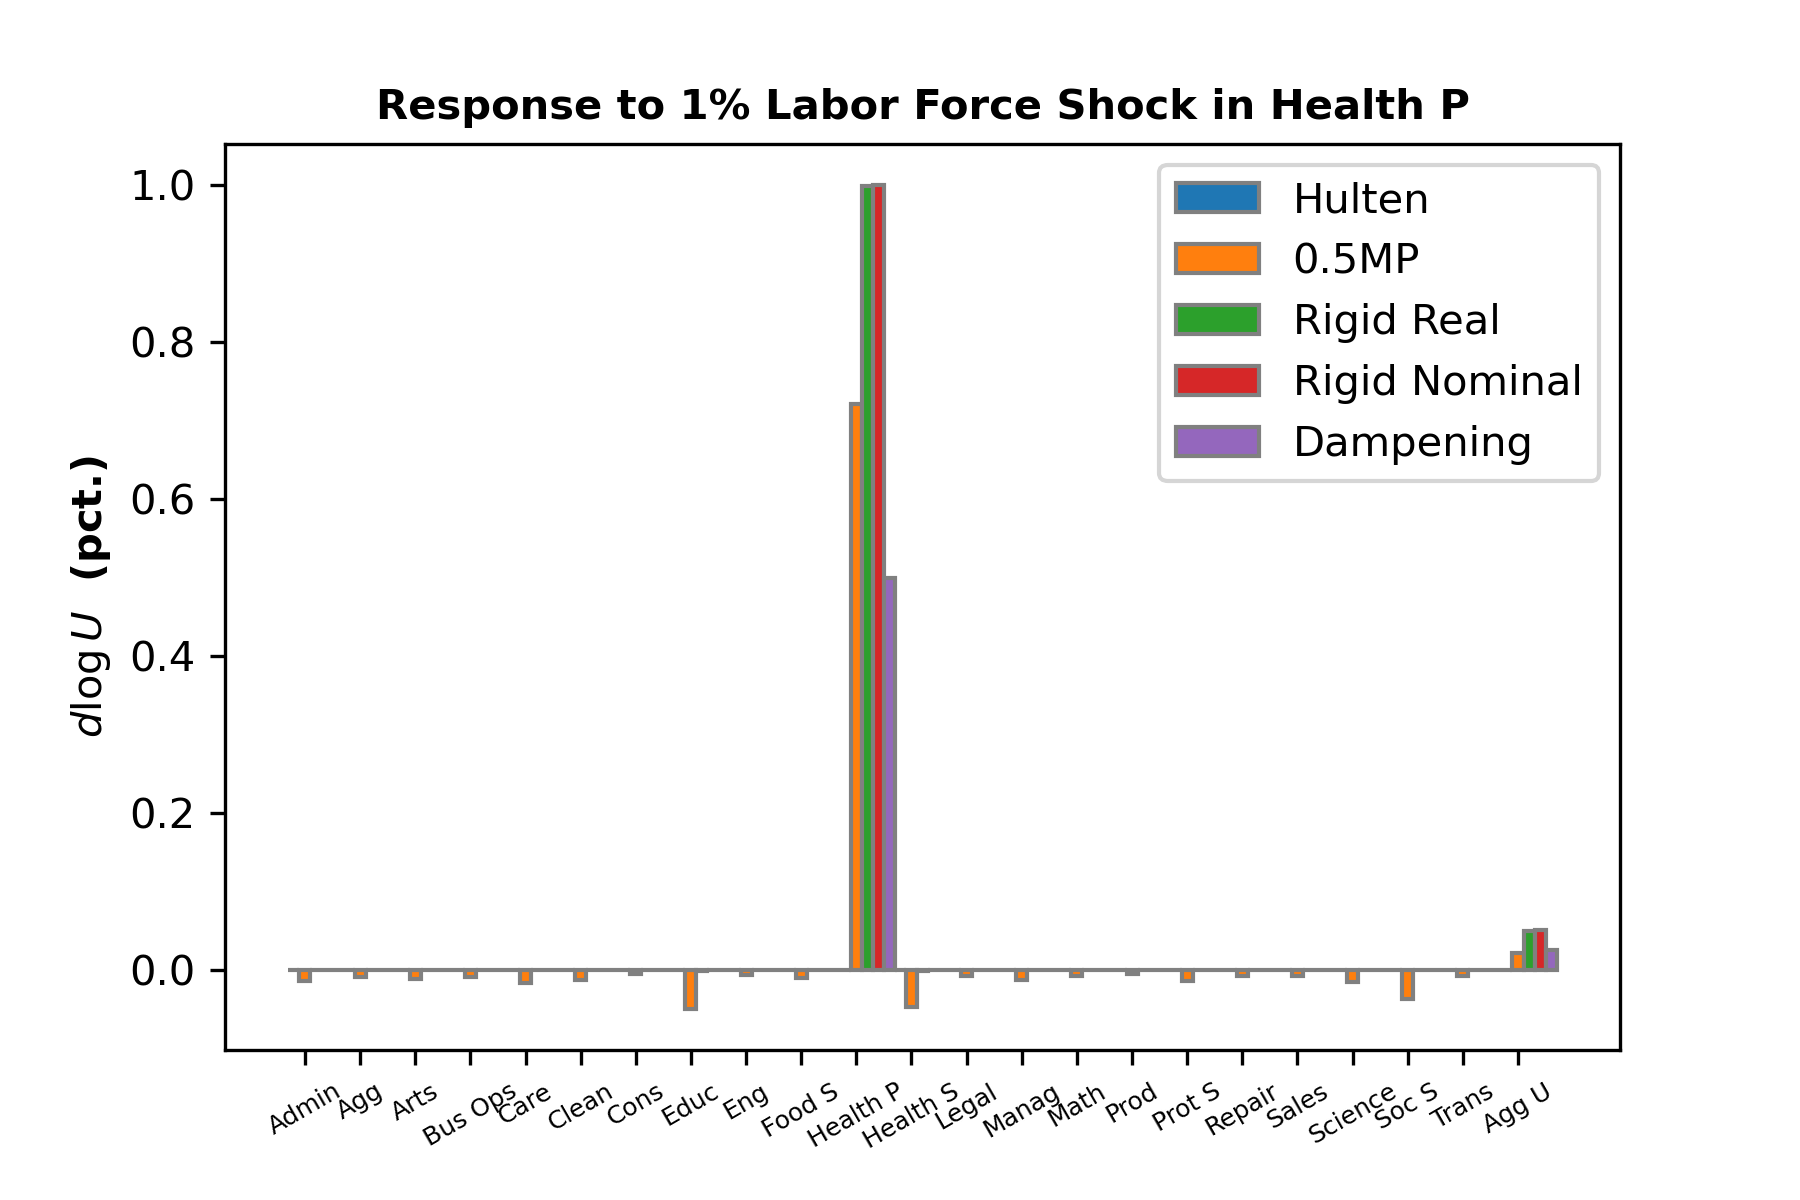 Response to 1% Labor Force Shock in Health P
Hulten
0.5MP
Rigid Real
Rigid Nominal
Dampening
dlog U (pct.)
1.0
0.8
0.6
0.4
0.2
0.0
Admin
Agg
Arts
Bus Ops
Care
Clean
Cons
Educ
Eng
Food S
Health P
Health S
Legal
Manag
Math
Prod
Prot S
Repair
Sales
Science
Soc S
Trans
Agg U